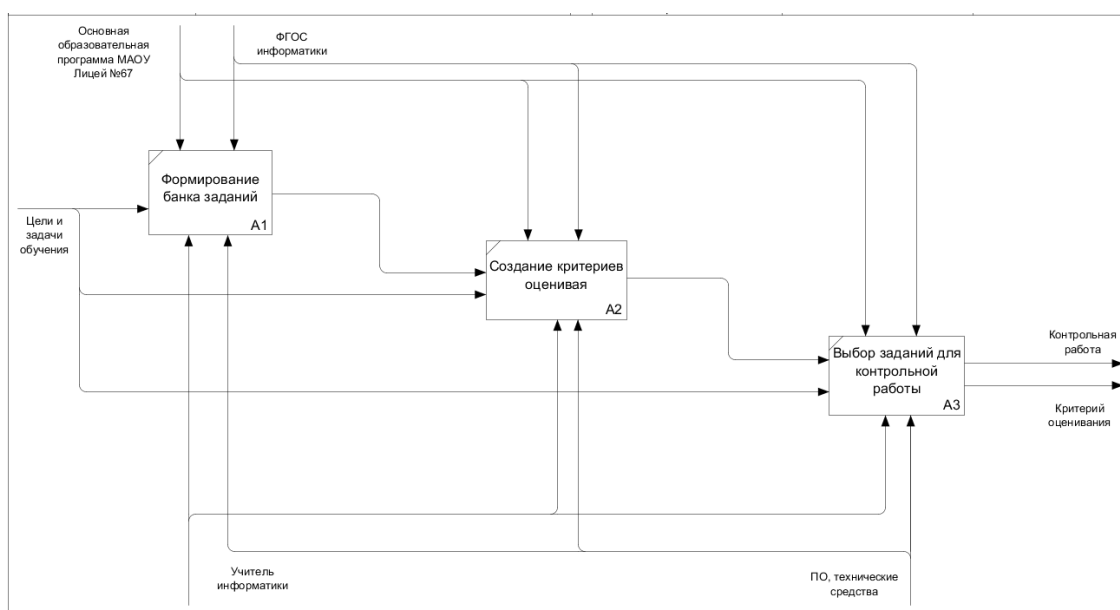 Основная
образовательная
программа МАОУ
Лицей №67
ФГОС
информатики
Формирование
банка заданий
A1
Цели и
задачи
обучения
Создание критериев
оценивая
A2
Выбор заданий для
контрольной
работы
A3
Контрольная
работа
Критерий
оценивания
Учитель
информатики
ПО, технические
средства